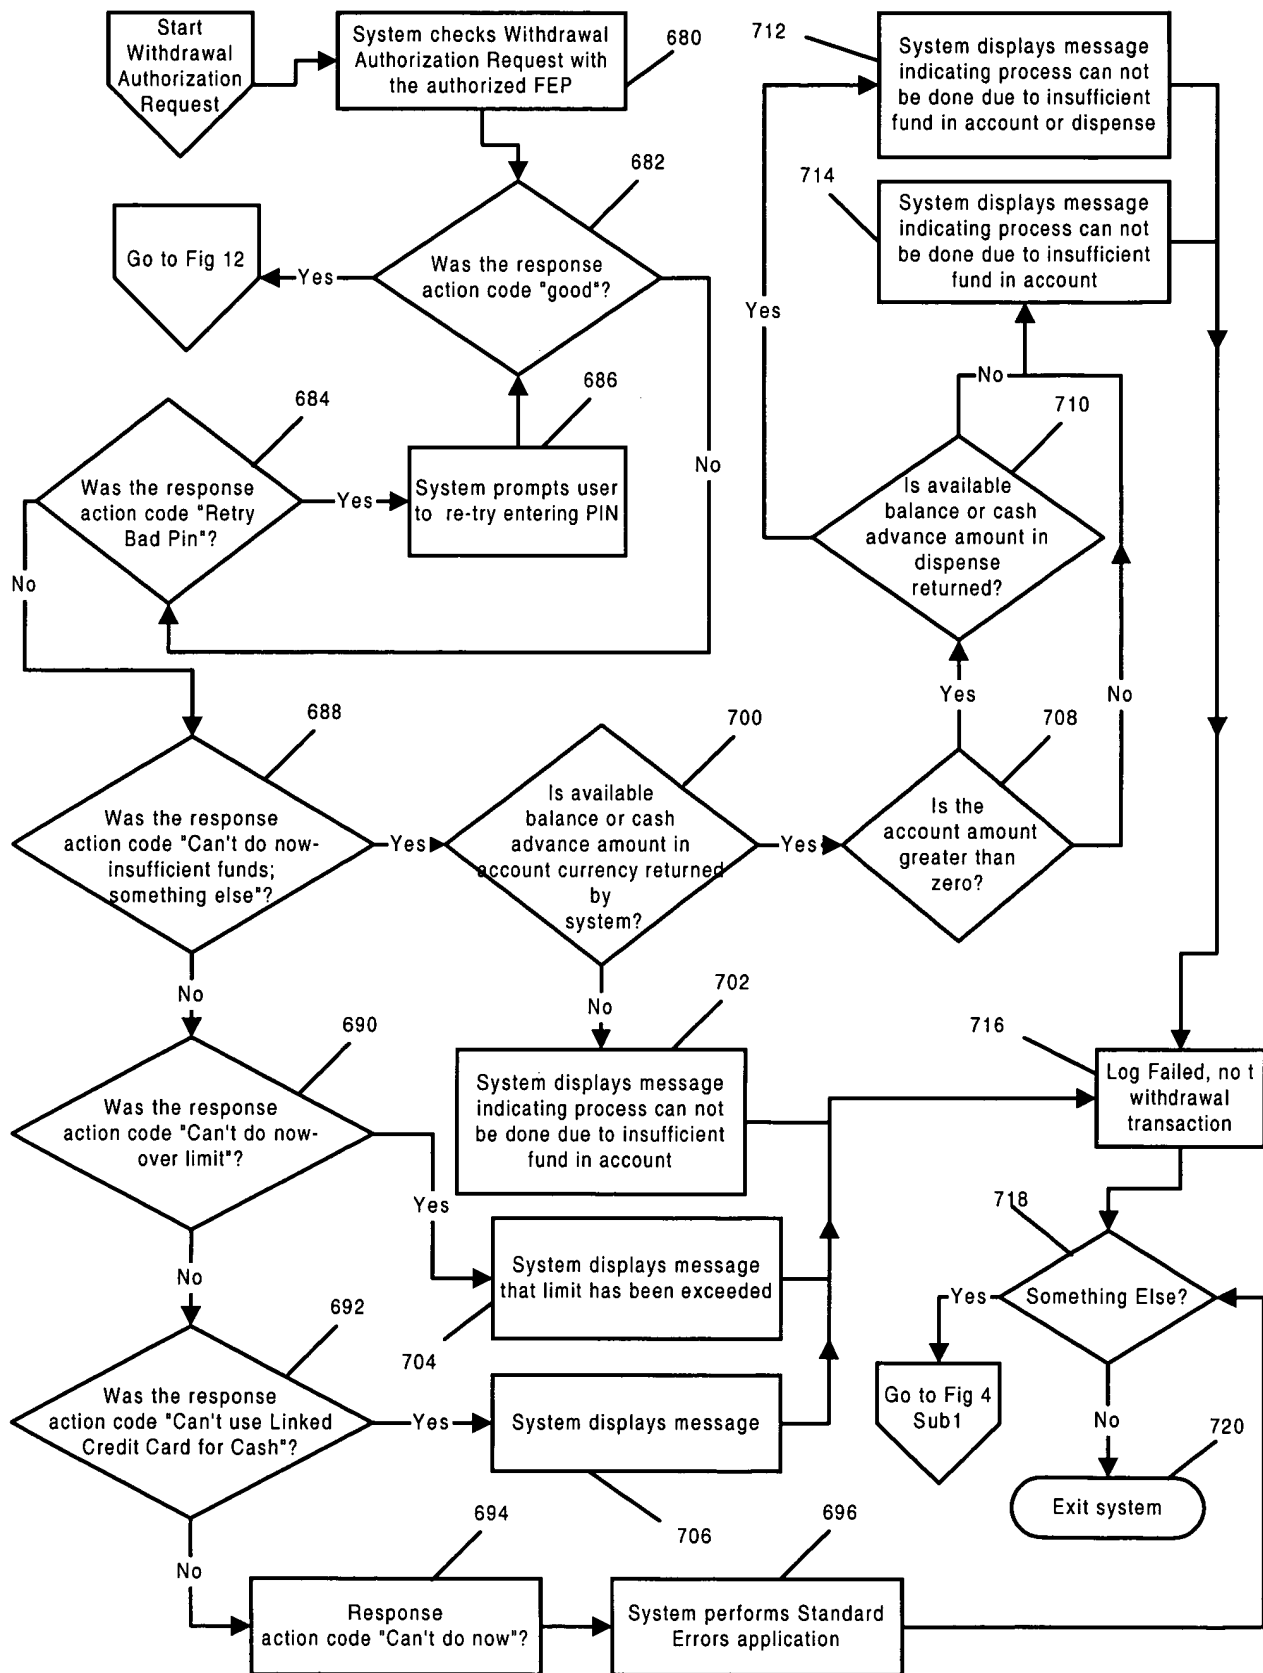 Start
Withdrawal
Authorization
Request
System checks Withdrawal
Authorization Request with
the authorized FEP
680
712
System displays message
indicating process can not
be done due to insufficient
fund in account or dispense
682
714
System displays message
indicating process can not
be done due to insufficient
fund in account
Go to Fig 12
Yes
Was the response
action code "good"?
Yes
684
686
No
710
Was the response
action code "Retry
Bad Pin"?
Yes
System prompts user
to re-try entering PIN
No
Is available
balance or cash
advance amount in
dispense
returned?
No
688
700
Yes
No
708
Was the response
action code "Can't do now-
insufficient funds;
something else"?
Yes
Is available
balance or cash
advance amount in
account currency returned
by
system?
Yes
Is the
account amount
greater than
zero?
No
No
690
702
716
Was the response
action code "Can't do now-
over limit"?
System displays message
indicating process can not
be done due to insufficient
fund in account
Log Failed, no t
withdrawal
transaction
Yes
718
No
System displays message
that limit has been exceeded
Yes
Something Else?
692
704
Was the response
action code "Can't use Linked
Credit Card for Cash"?
Yes
System displays message
Go to Fig 4
Sub1
No
720
706
Exit system
694
696
No
Response
action code "Can't do now"?
System performs Standard
Errors application